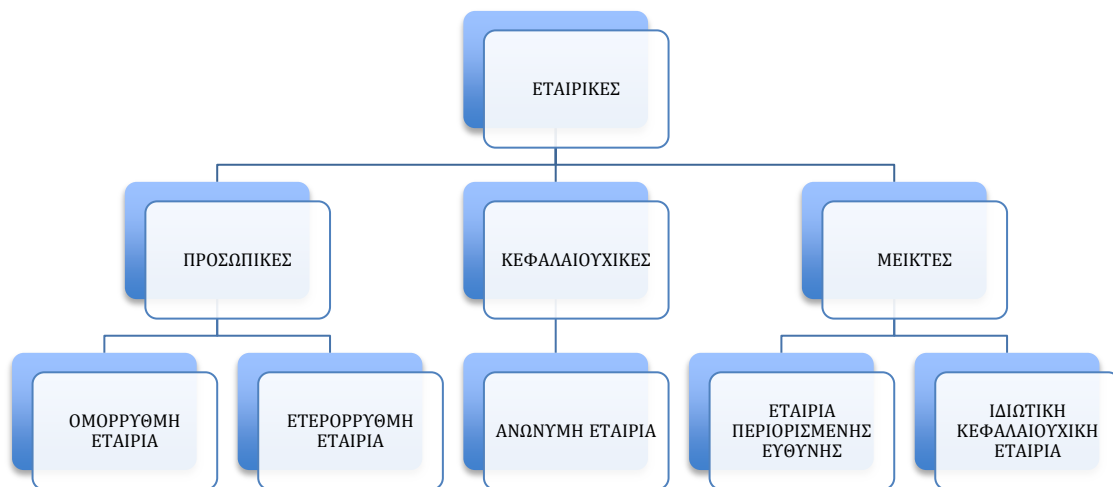 ΕΤΑΙΡΙΚΕΣ
ΠΡΟΣΩΠΙΚΕΣ
ΚΕΦΑΛΑΙΟΥΧΙΚΕΣ
ΜΕΙΚΤΕΣ
ΟΜΟΡΡΥΘΜΗ
ΕΤΑΙΡΙΑ
ΕΤΕΡΟΡΡΥΘΜΗ
ΕΤΑΙΡΙΑ
ΑΝΩΝΥΜΗ ΕΤΑΙΡΙΑ
ΕΤΑΙΡΙΑ
ΠΕΡΙΟΡΙΣΜΕΝΗΣ
ΕΥΘΥΝΗΣ
ΙΔΙΩΤΙΚΗ
ΚΕΦΑΛΑΙΟΥΧΙΚΗ
ΕΤΑΙΡΙΑ